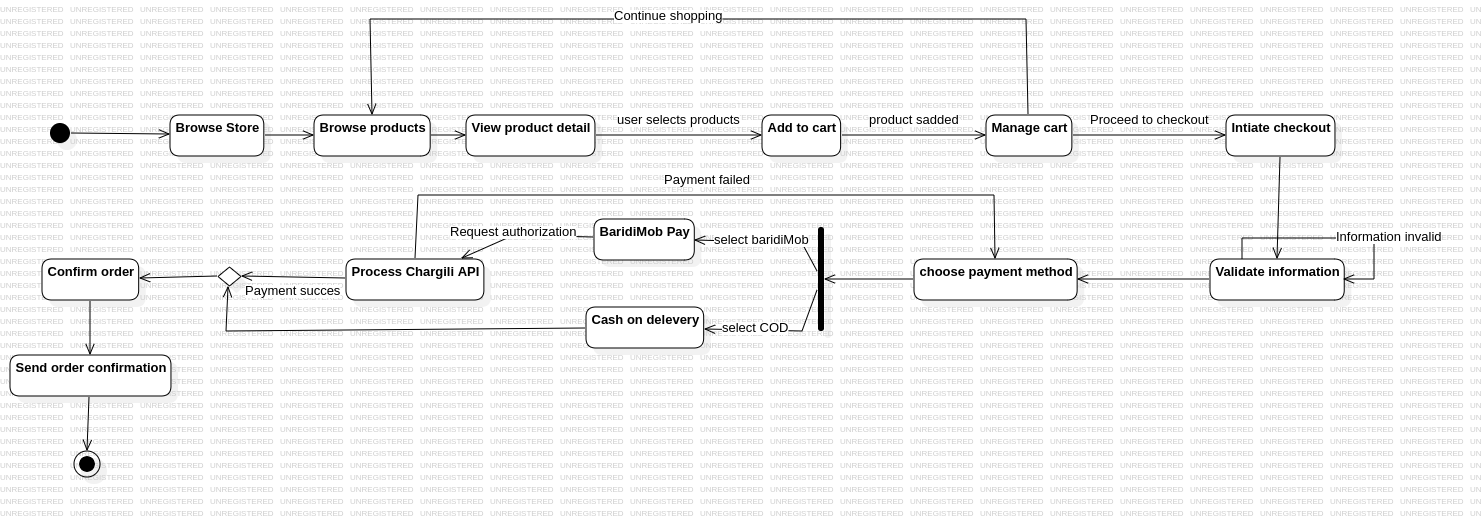 Continue shopping
Browse Store
Browse products
View product detail
user selects products
Add to cart
product sadded
Manage cart
Proceed to checkout
Intiate checkout
Payment failed
Request authorization
BaridiMob Pay
select baridiMob
Information invalid
Confirm order
Process Chargili API
choose payment method
Validate information
Payment succes
Cash on delevery
select COD
Send order confirmation
UNREGISTERED